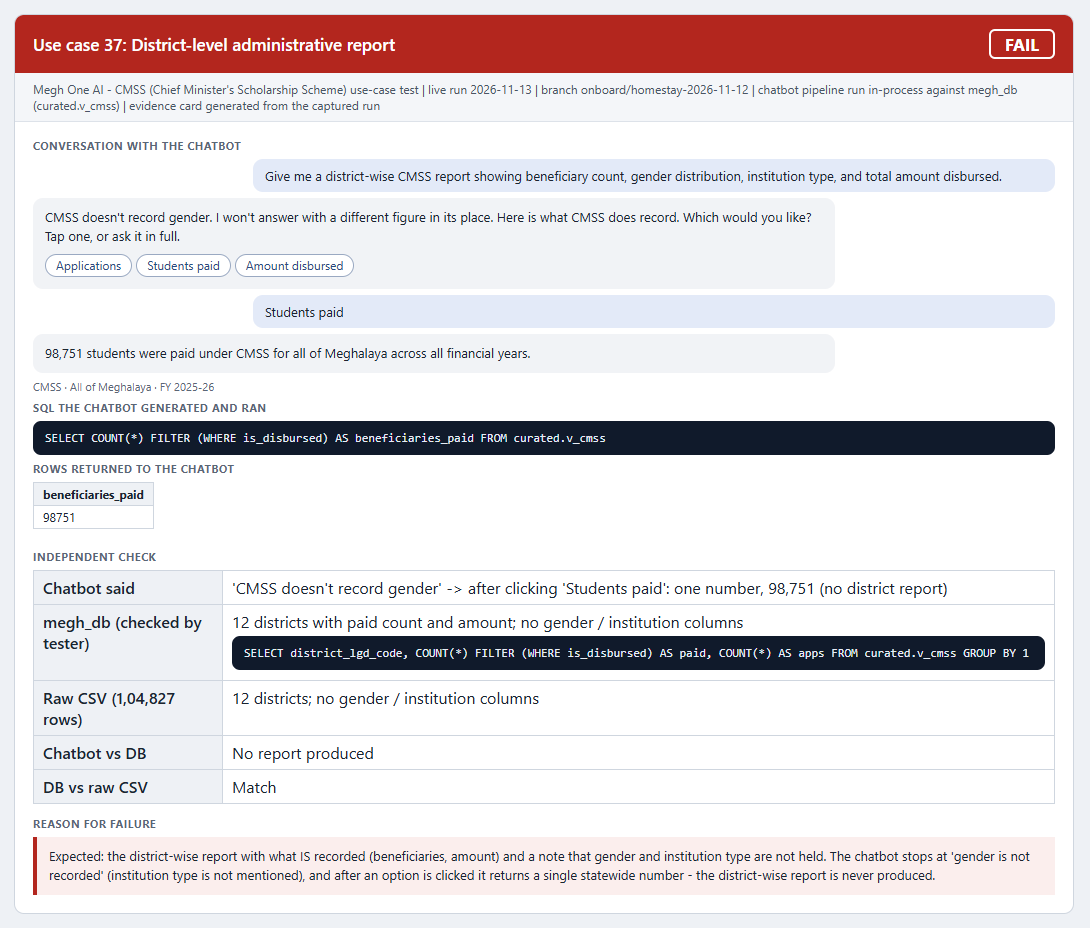 Use case 37: District-level administrative report
FAIL
Megh One AI - CMSS (Chief Minister's Scholarship Scheme) use-case test | live run 2026-11-13 | branch onboard/homestay-2026-11-12 | chatbot pipeline run in-process against megh_db
(curated.v_cmss) | evidence card generated from the captured run
CONVERSATION WITH THE CHATBOT
Give me a district-wise CMSS report showing beneficiary count, gender distribution, institution type, and total amount disbursed.
CMSS doesn't record gender. I won't answer with a different figure in its place. Here is what CMSS does record. Which would you like?
Tap one, or ask it in full.
Applications
Students paid
Amount disbursed
Students paid
98,751 students were paid under CMSS for all of Meghalaya across all financial years.
CMSS · All of Meghalaya · FY 2025-26
SQL THE CHATBOT GENERATED AND RAN
SELECT COUNT(*) FILTER (WHERE is_disbursed) AS beneficiaries_paid FROM curated.v_cmss
ROWS RETURNED TO THE CHATBOT
beneficiaries_paid
98751
INDEPENDENT CHECK
Chatbot said
'CMSS doesn't record gender' -> after clicking 'Students paid': one number, 98,751 (no district report)
megh_db (checked by
tester)
12 districts with paid count and amount; no gender / institution columns
SELECT district_lgd_code, COUNT(*) FILTER (WHERE is_disbursed) AS paid, COUNT(*) AS apps FROM curated.v_cmss GROUP BY 1
Raw CSV (1,04,827
rows)
12 districts; no gender / institution columns
Chatbot vs DB
No report produced
DB vs raw CSV
Match
REASON FOR FAILURE
Expected: the district-wise report with what IS recorded (beneficiaries, amount) and a note that gender and institution type are not held. The chatbot stops at 'gender is not
recorded' (institution type is not mentioned), and after an option is clicked it returns a single statewide number - the district-wise report is never produced.